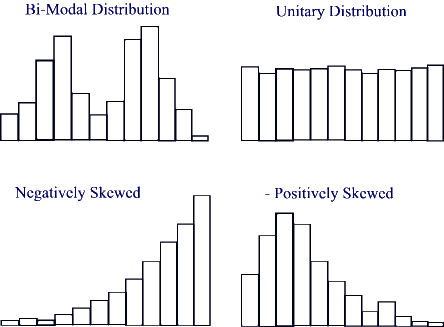 Bi-Modal Distribution
Unitary Distribution
Negatively Skewed
- Positively Skewed